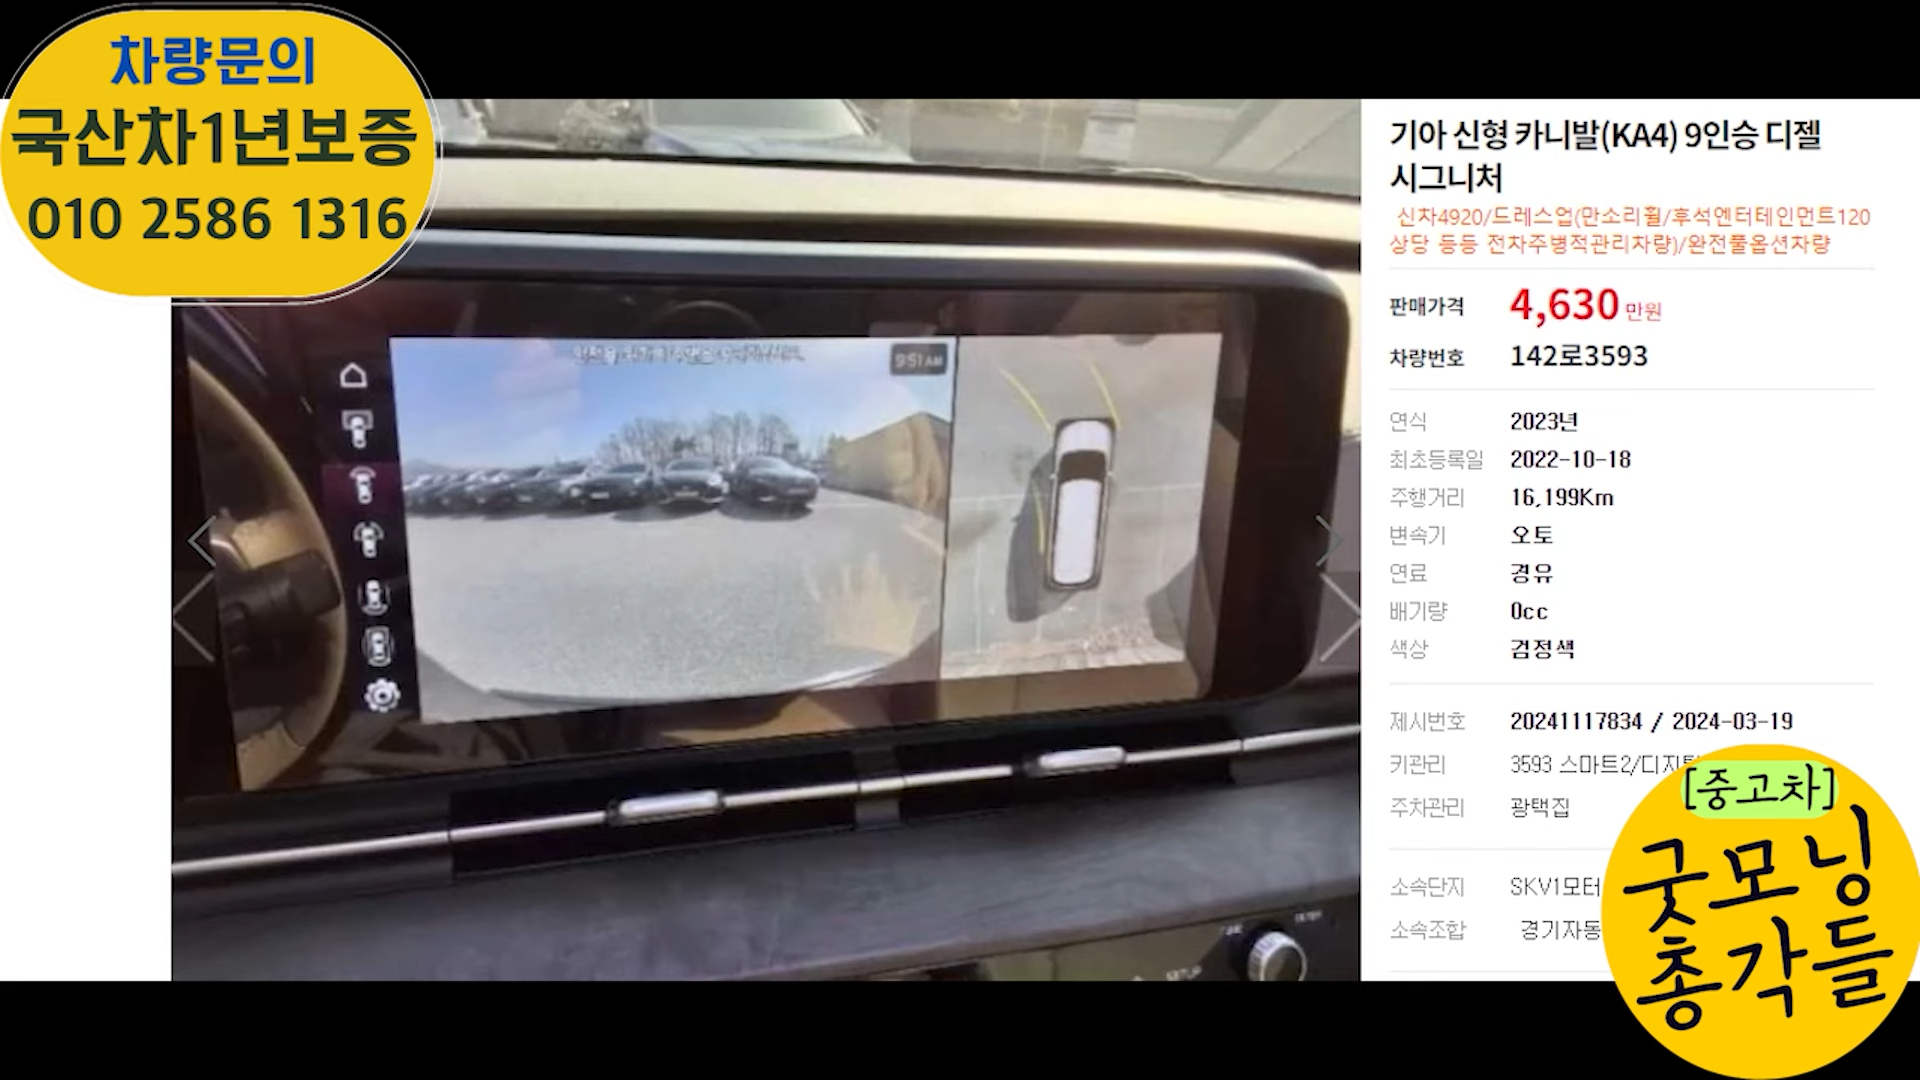 차량문의
국산차1년보증
010 2586 1316
9:51 AM
기아 신형 카니발(KA4) 9인승 디젤
시그니처
신차4920/드레스업(만소리휠/후석엔터테인먼트120
상당 등등 전차주병적관리차량)/완전풀옵션차량
판매가격 4,630 만원
차량번호 142로3593
연식 2023년
최초등록일 2022-10-18
주행거리 16,199Km
변속기 오토
연료 경유
배기량 0cc
색상 검정색
제시번호 20241117834 / 2024-03-19
키관리 3593 스마트2/디지
주차관리 광택집
소속단지 SKV1모터
소속조합 경기자동
SETUP
[중고차]
굿모닝
총각들